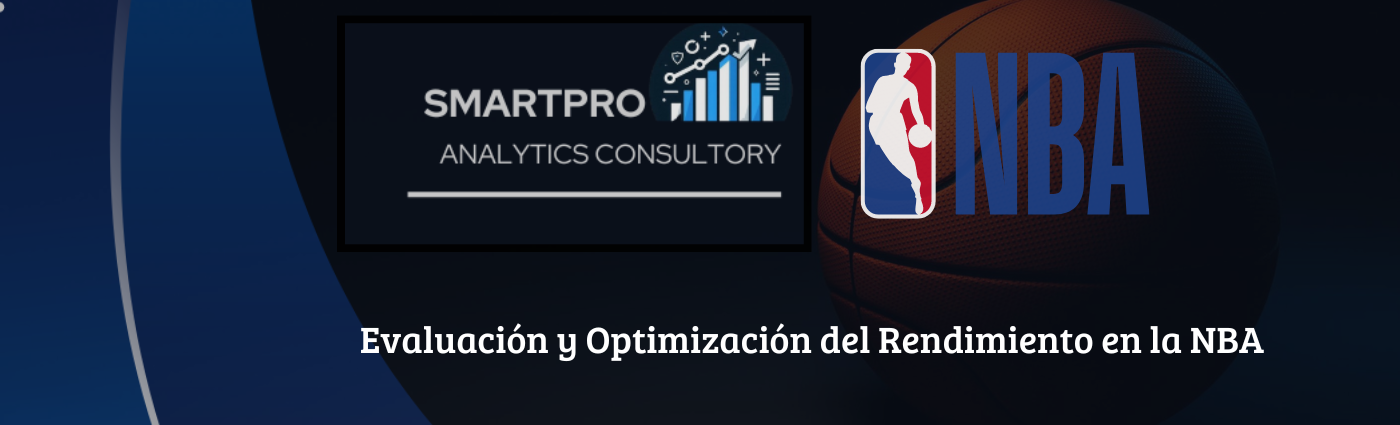 SMARTPRO
ANALYTICS CONSULTORY
NBA
Evaluación y Optimización del Rendimiento en la NBA